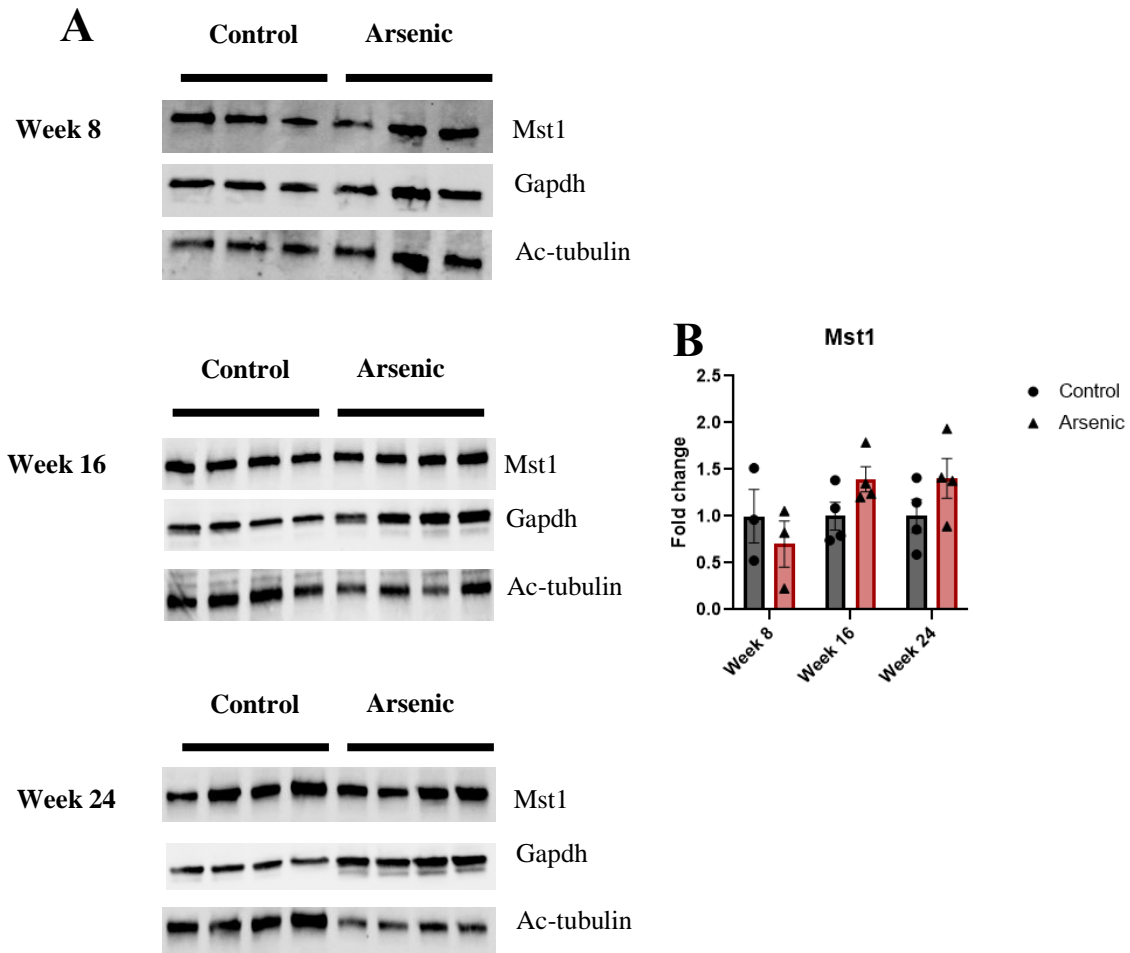 A
Control Arsenic
Week 8
Mst1
Gapdh
Ac-tubulin
Control Arsenic
Week 16
Mst1
Gapdh
Ac-tubulin
Control Arsenic
Week 24
Mst1
Gapdh
Ac-tubulin
B
Mst1
Fold change
2.5
2.0
1.5
1.0
0.5
0.0
Week 8 Week 16 Week 24
Control
Arsenic